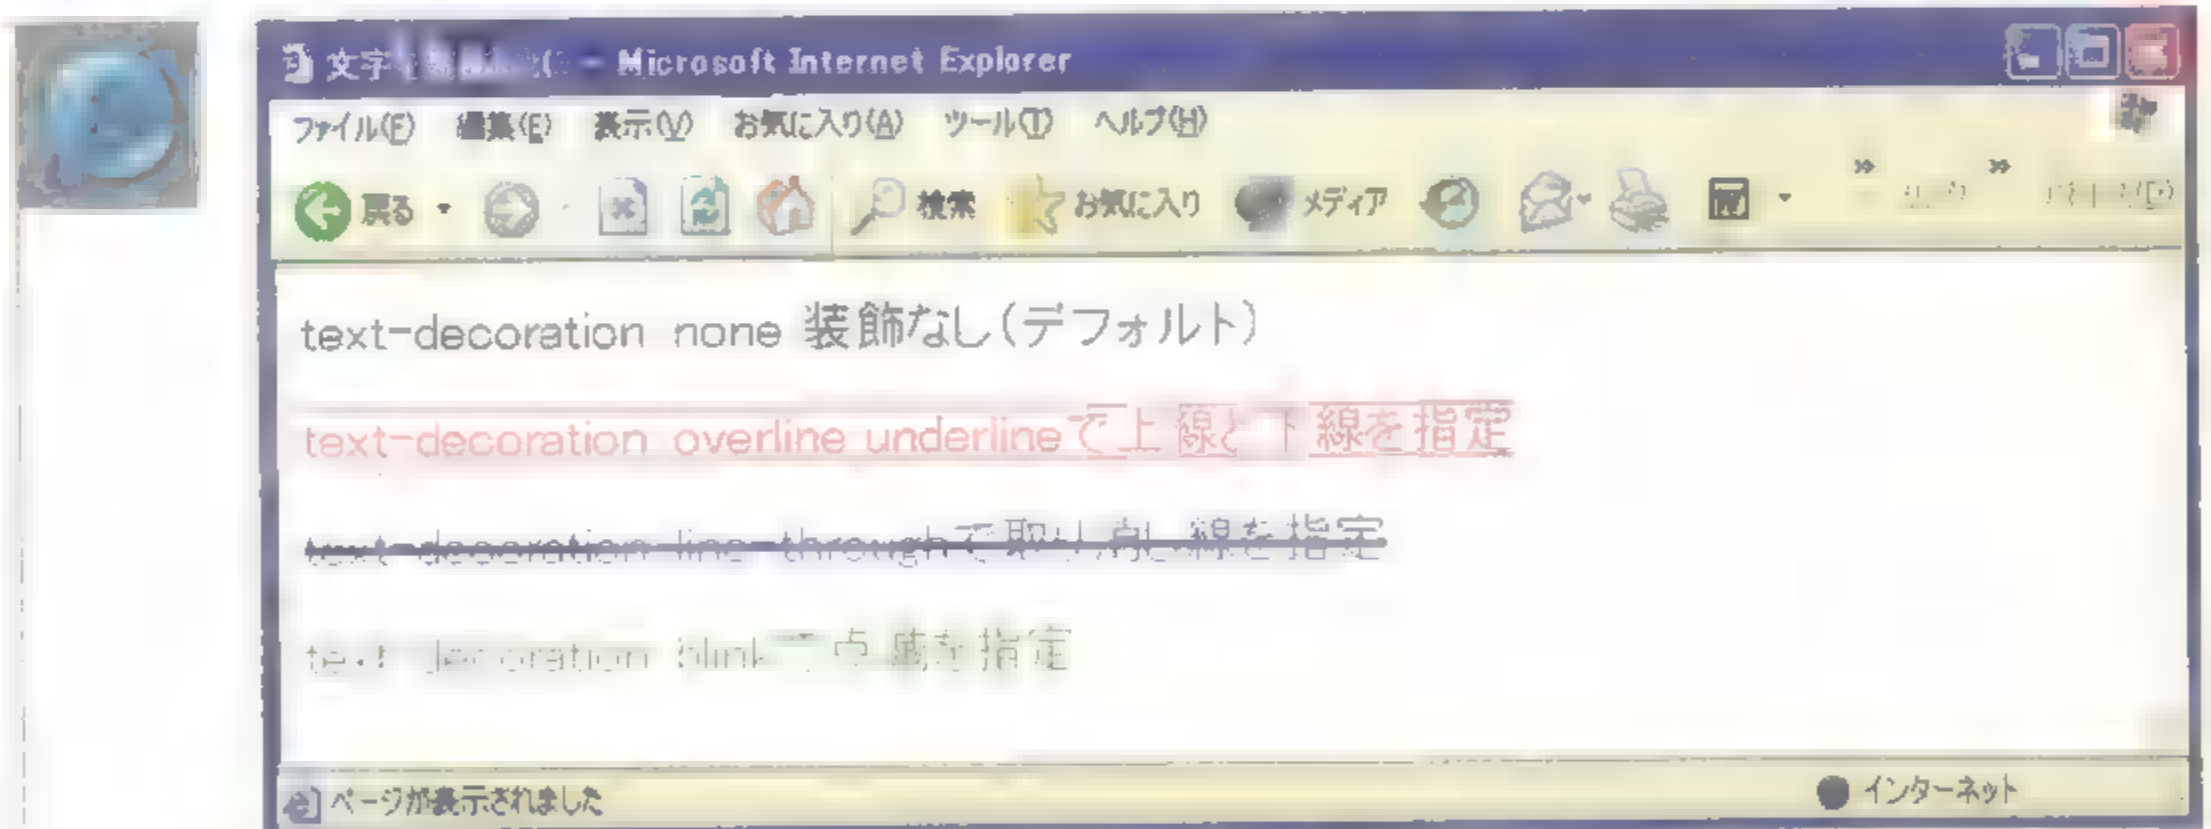 文字 - Microsoft Internet Explorer
ファイル(F) 編集(E) 表示(V) お気に入り(A) ツール(T) ヘルプ(H)
戻る 検索 お気に入り メディア » »
text-decoration none 装飾なし(デフォルト)
text-decoration overline underlineで上線と下線を指定
text-decoration line-throughで取り消し線を指定
text-decoration blinkで点滅を指定
ページが表示されました インターネット